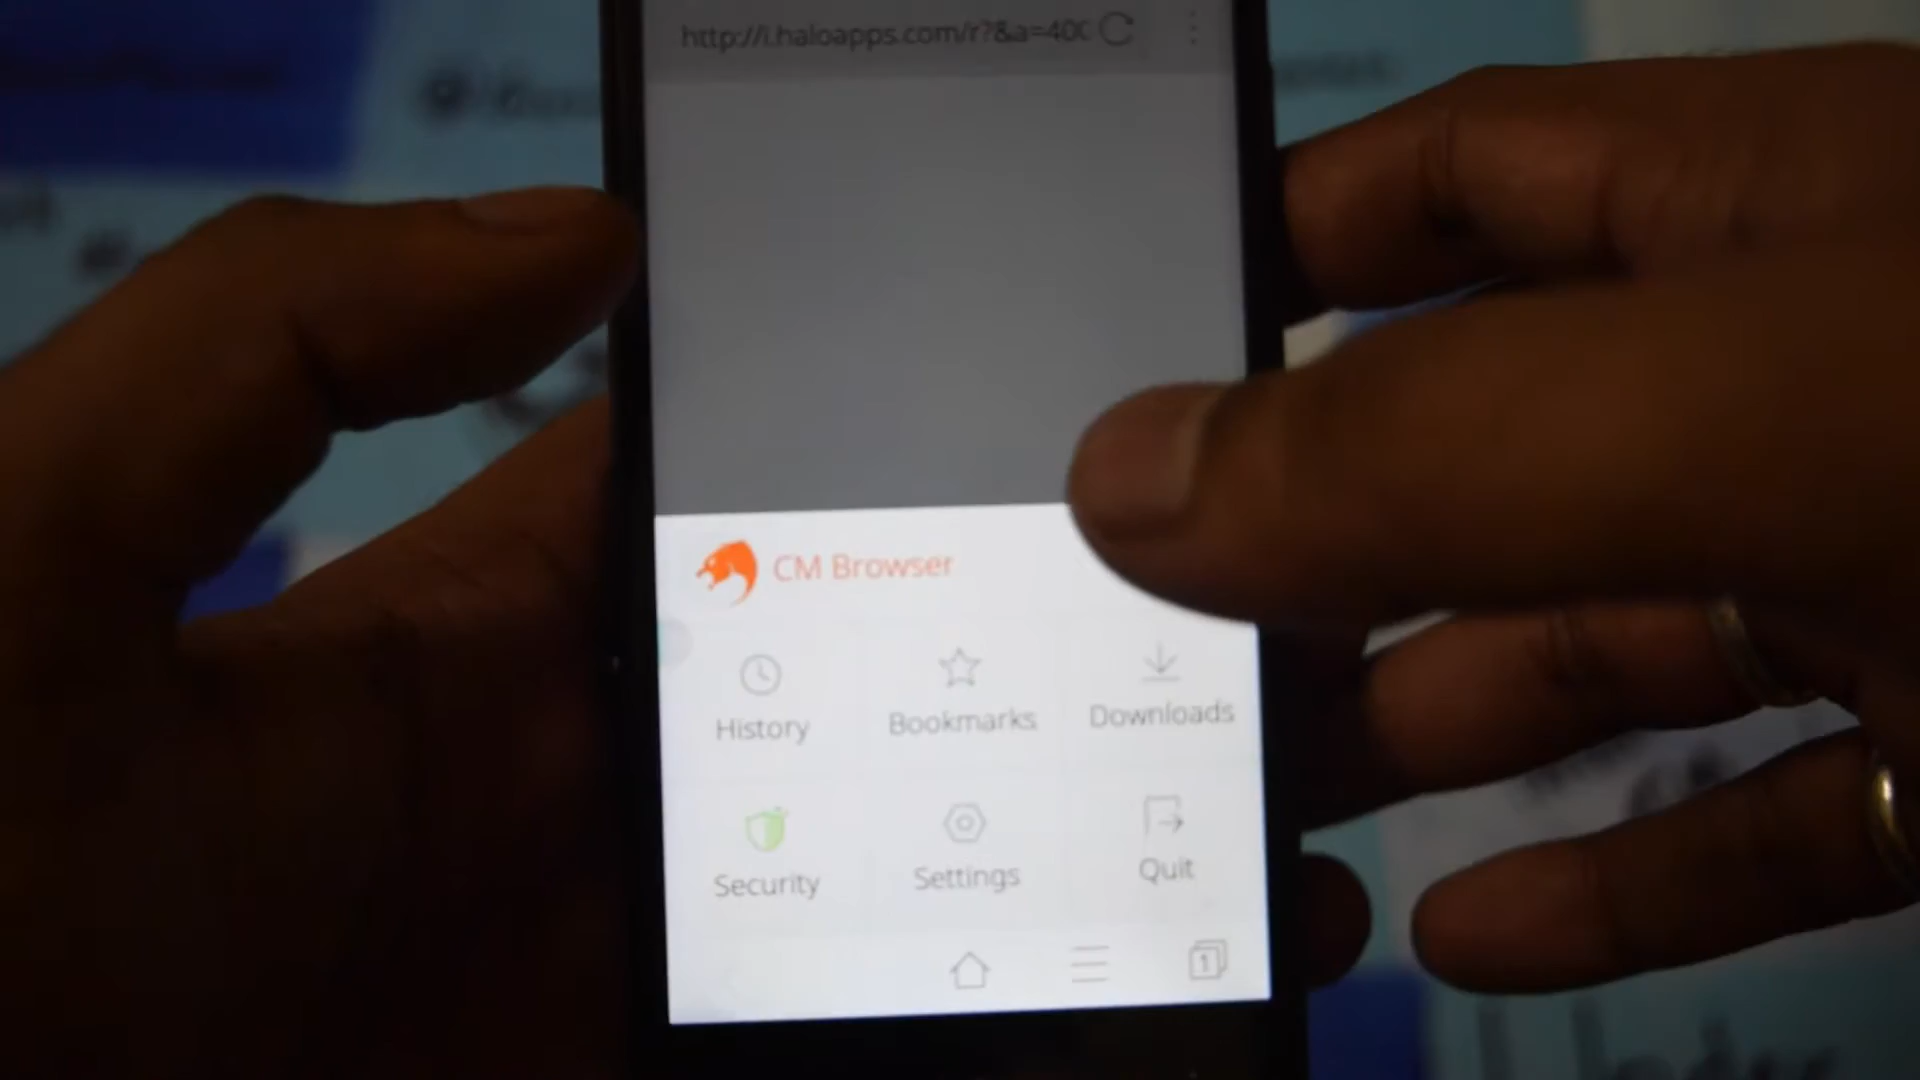 http://i.haloapps.com/r?&a=40
CM Browser
History
Bookmarks
Downloads
Security
Settings
Quit
1